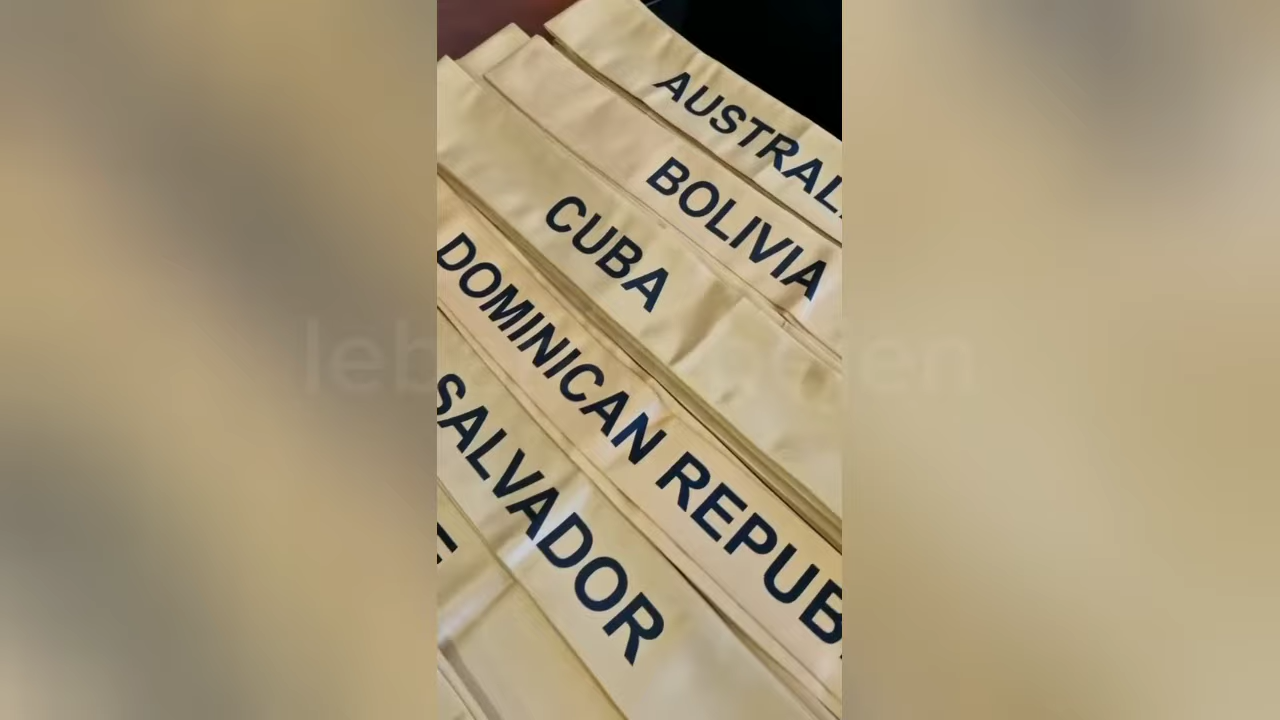 AUSTRAL
BOLIVIA
CUBA
DOMINICAN REPUB
SALVADOR
E